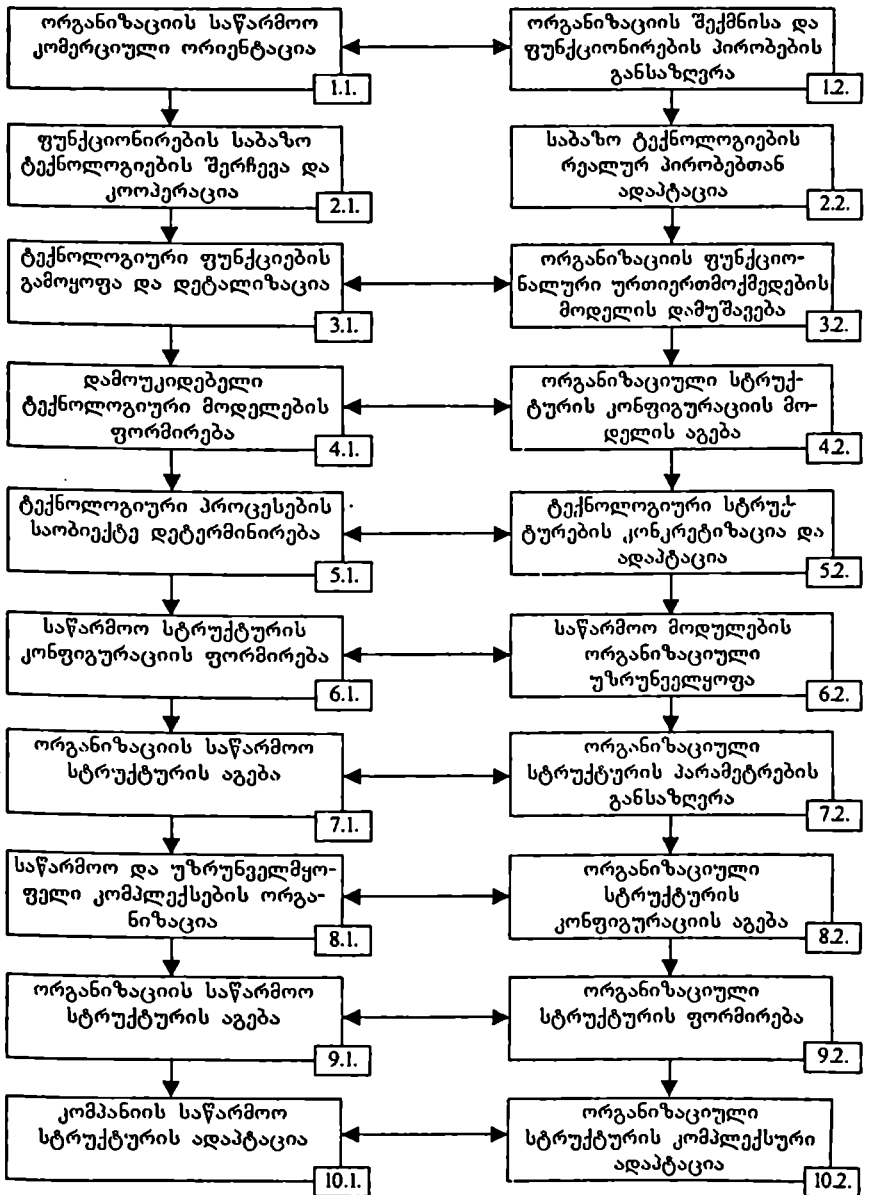 ორგანიზაციის საწარმოო
კომერციული ორიენტაცია
1.1.
ორგანიზაციის შექმნისა და
ფუნქციონირების პირობების
განსაზღვრა
1.2.
ფუნქციონირების საბაზო
ტექნოლოგიების შერჩევა და
კოოპერაცია
2.1.
საბაზო ტექნოლოგიების
რეალურ პირობებთან
ადაპტაცია
2.2.
ტექნოლოგიური ფუნქციების
გამოყოფა და დეტალიზაცია
3.1.
ორგანიზაციის ფუნქციო-
ნალური ურთიერთმოქმედების
მოდელის დამუშავება
3.2.
დამოუკიდებელი
ტექნოლოგიური მოდელების
ფორმირება
4.1.
ორგანიზაციული სტრუქ-
ტურის კონფიგურაციის მო-
დელის აგება
4.2.
ტექნოლოგიური პროცესების
საობიექტე დეტერმინირება
5.1.
ტექნოლოგიური სტრუქ-
ტურების კონკრეტიზაცია და
ადაპტაცია
5.2.
საწარმოო სტრუქტურის
კონფიგურაციის ფორმირება
6.1.
საწარმოო მოდულების
ორგანიზაციული
უზრუნეელყოფა
6.2.
ორგანიზაციის საწარმოო
სტრუქტურის აგება
7.1.
ორგანიზაციული
სტრუქტურის პარამეტრების
განსაზღვრა
7.2.
საწარმოო და უზრუნველმყო-
ფელი კომპლექსების ორგა-
ნიზაცია
8.1.
ორგანიზაციული
სტრუქტურის
კონფიგურაციის აგება
8.2.
ორგანიზაციის საწარმოო
სტრუქტურის აგება
9.1.
ორგანიზაციული
სტრუქტურის ფორმირება
9.2.
კომპანიის საწარმოო
სტრუქტურის ადაპტაცია
10.1.
ორგანიზაციული
სტრუქტურის კომპლექსური
ადაპტაცია
10.2.